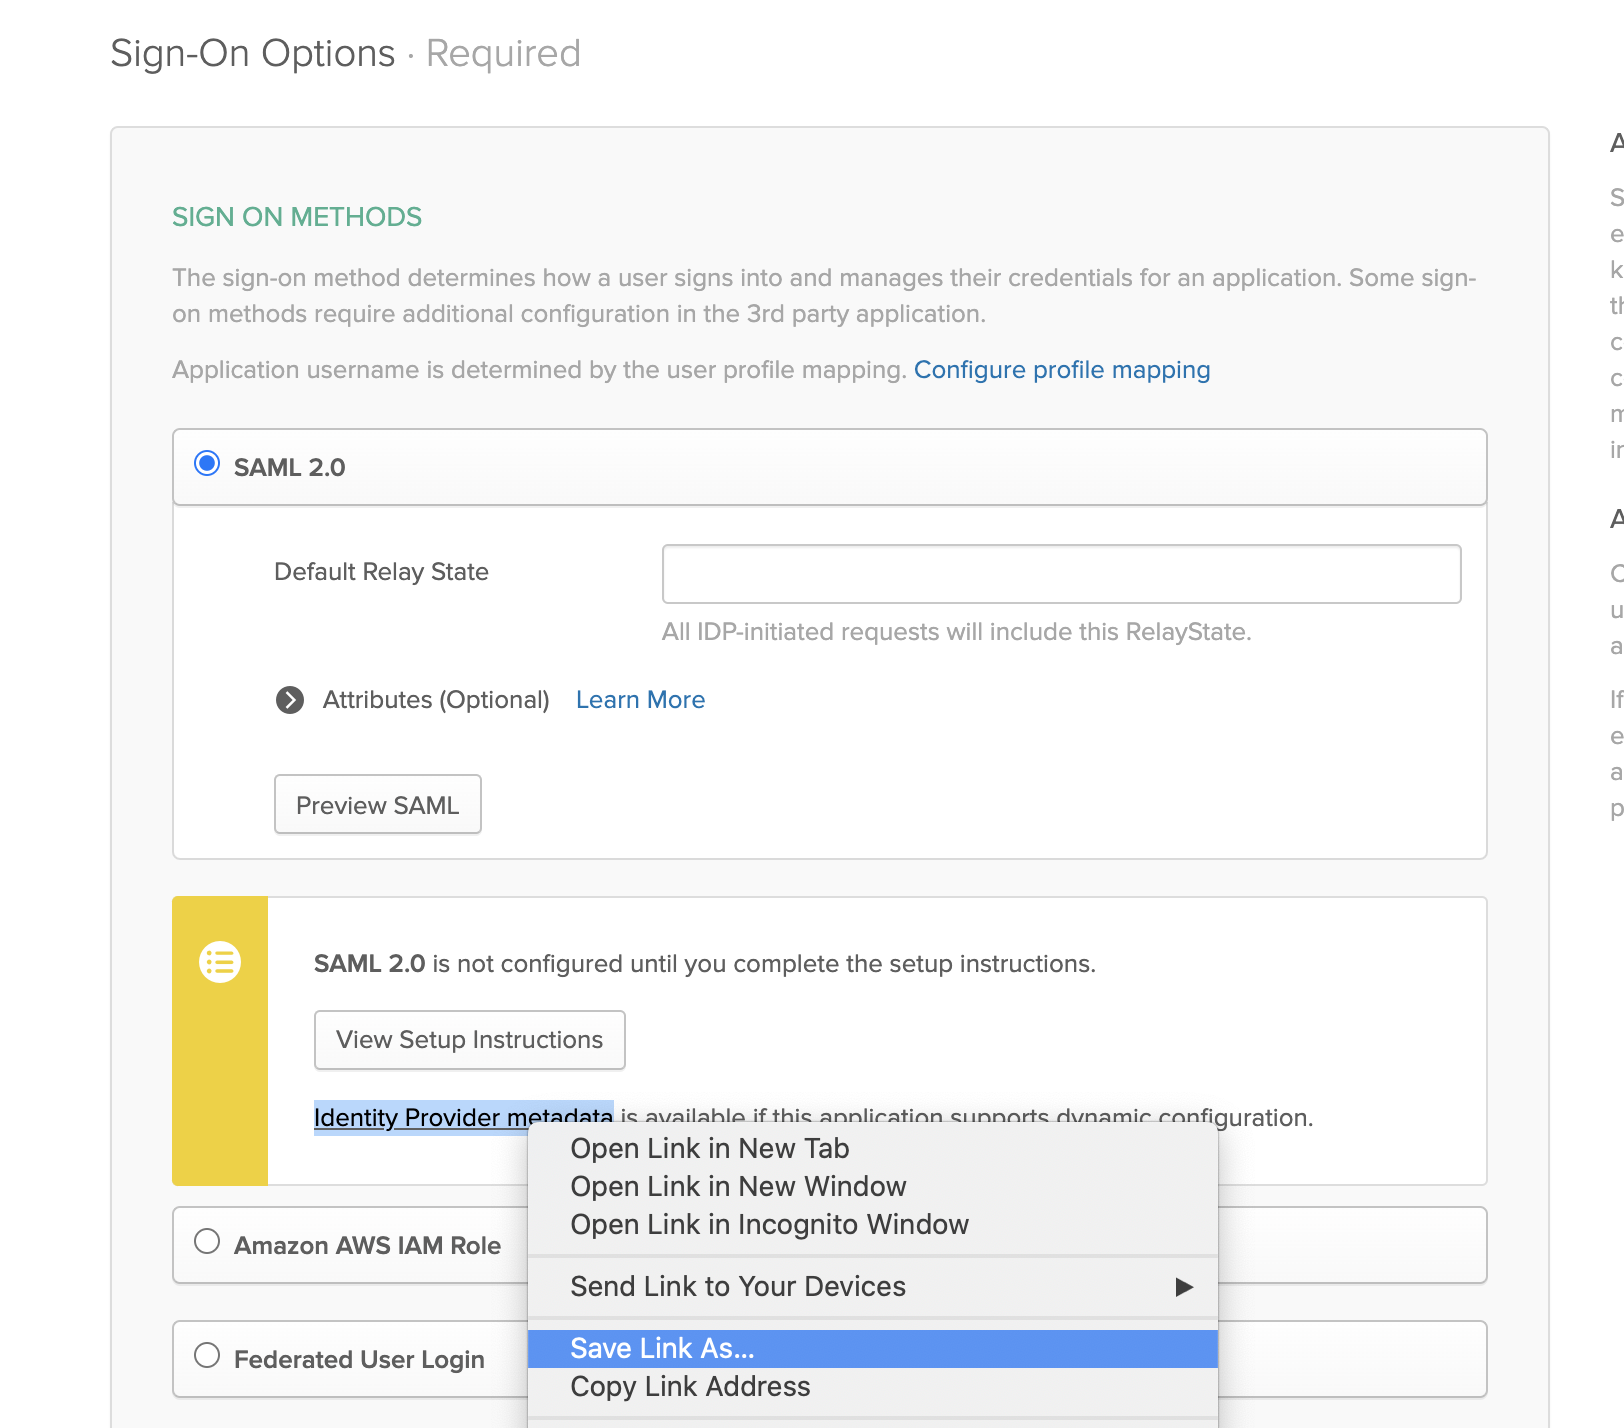 Sign-On Options · Required
SIGN ON METHODS
The sign-on method determines how a user signs into and manages their credentials for an application. Some sign-
on methods require additional configuration in the 3rd party application.
Application username is determined by the user profile mapping. Configure profile mapping
SAML 2.0
Default Relay State
All IDP-initiated requests will include this RelayState.
Attributes (Optional) Learn More
Preview SAML
SAML 2.0 is not configured until you complete the setup instructions.
View Setup Instructions
Identity Provider metadata is available if this application supports dynamic configuration.
Open Link in New Tab
Open Link in New Window
Open Link in Incognito Window
Amazon AWS IAM Role
Send Link to Your Devices
Save Link As...
Federated User Login
Copy Link Address